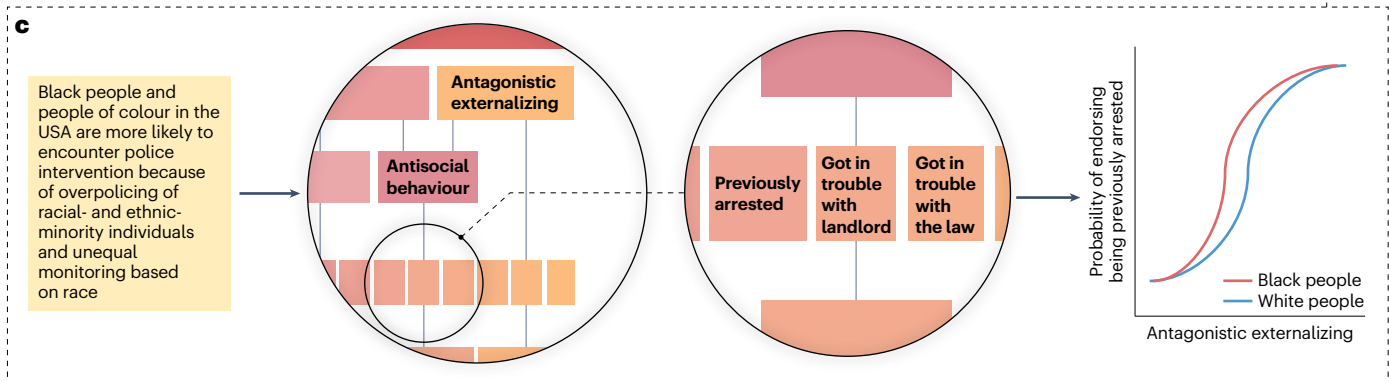 c
Black people and
people of colour in the
USA are more likely to
encounter police
intervention because
of overpolicing of
racial- and ethnic-
minority individuals
and unequal
monitoring based
on race
Antagonistic
externalizing
Antisocial
behaviour
Previously
arrested
Got in
trouble
with
landlord
Got in
trouble
with
the law
Probability of endorsing
being previously arrested
Black people
White people
Antagonistic externalizing